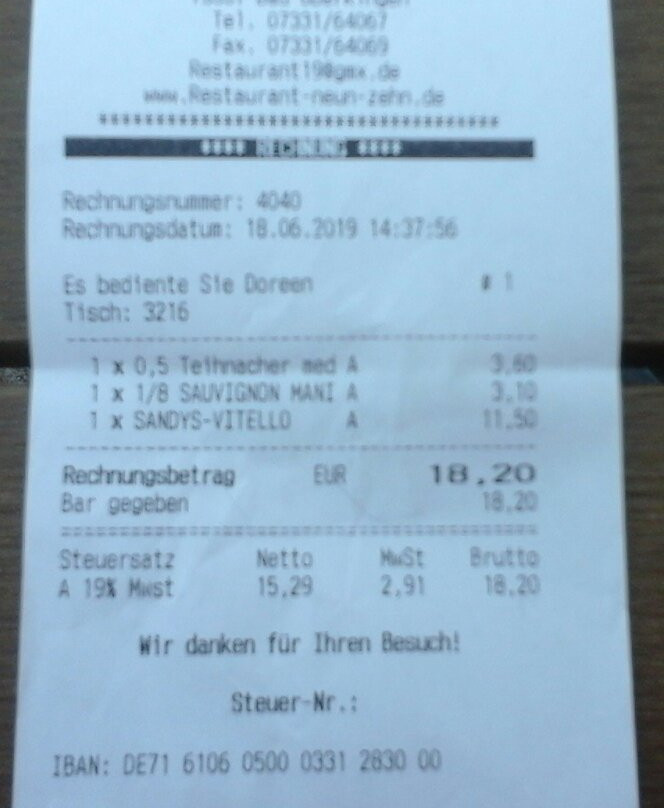 Tel. 07331/64067
Fax. 07331/64069
Restaurant19@gmx.de
www.Restaurant-neun-zehn.de
**** RECHNUNG ****
Rechnungsnummer: 4040
Rechnungsdatum: 18.06.2019 14:37:56
Es bediente Sie Doreen # 1
Tisch: 3216
1 x 0,5 Teihnacher med A 3,60
1 x 1/8 SAUVIGNON MANI A 3,10
1 x SANDYS-VITELLO A 11,50
Rechnungsbetrag EUR 18,20
Bar gegeben 18,20
Steuersatz Netto MwSt Brutto
A 19% Mwst 15,29 2,91 18,20
Wir danken für Ihren Besuch!
Steuer-Nr.:
IBAN: DE71 6106 0500 0331 2830 00